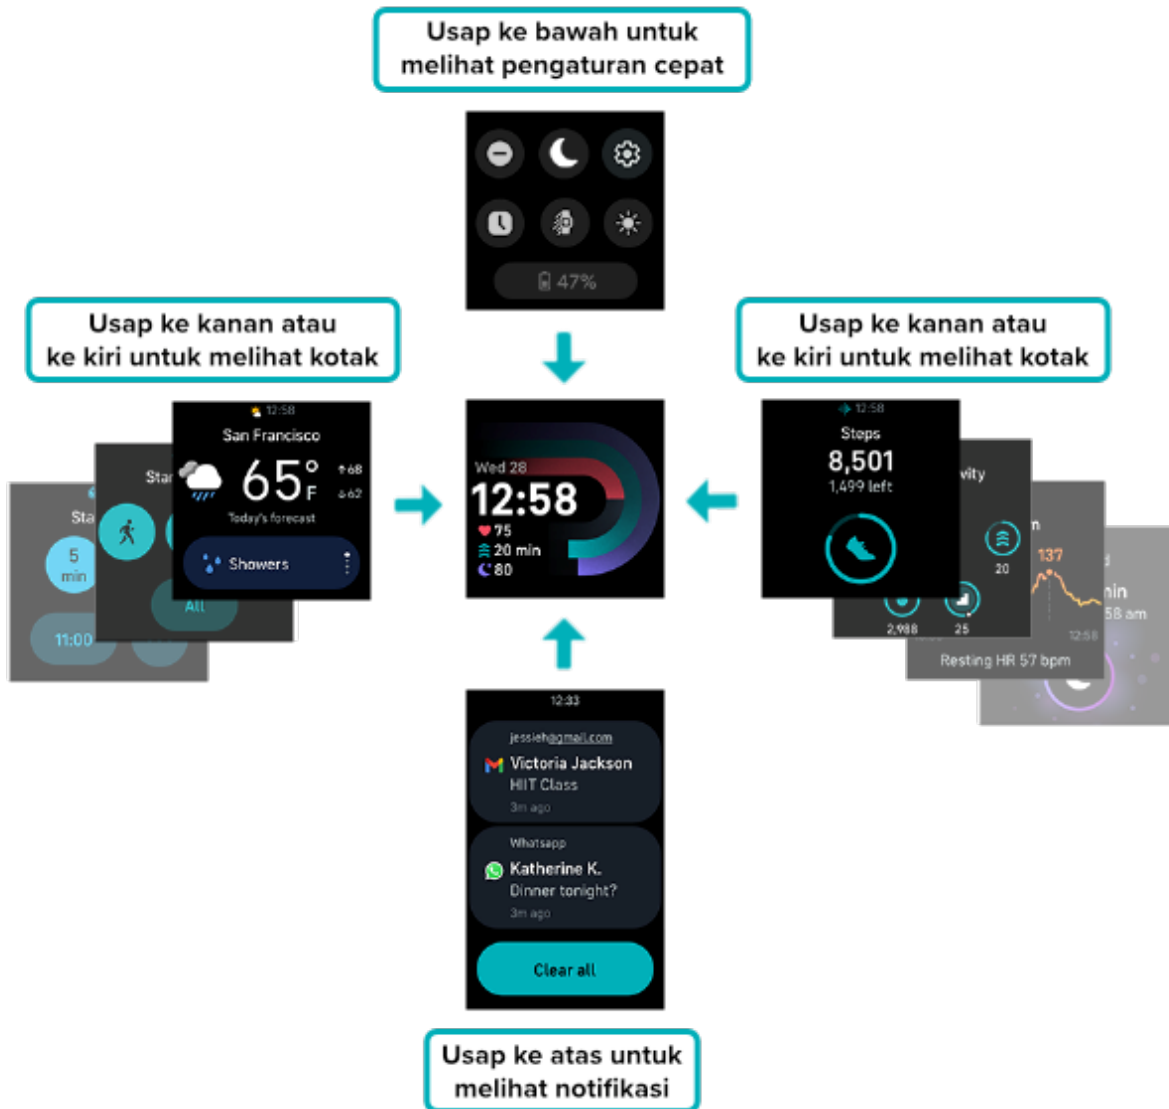 Usap ke bawah untuk
melihat pengaturan cepat
47%
Usap ke kanan atau
ke kiri untuk melihat kotak
Usap ke kanan atau
ke kiri untuk melihat kotak
12:58
San Francisco
65°F
68
62
Today's forecast
Showers
All
5
min
11:00
Wed 28
12:58
75
20 min
80
12:58
Steps
8,501
1,499 left
20
2,988
25
137
12:58
Resting HR 57 bpm
58 am
12:33
jessieh@gmail.com
Victoria Jackson
HIIT Class
3m ago
Whatsapp
Katherine K.
Dinner tonight?
3m ago
Clear all
Usap ke atas untuk
melihat notifikasi